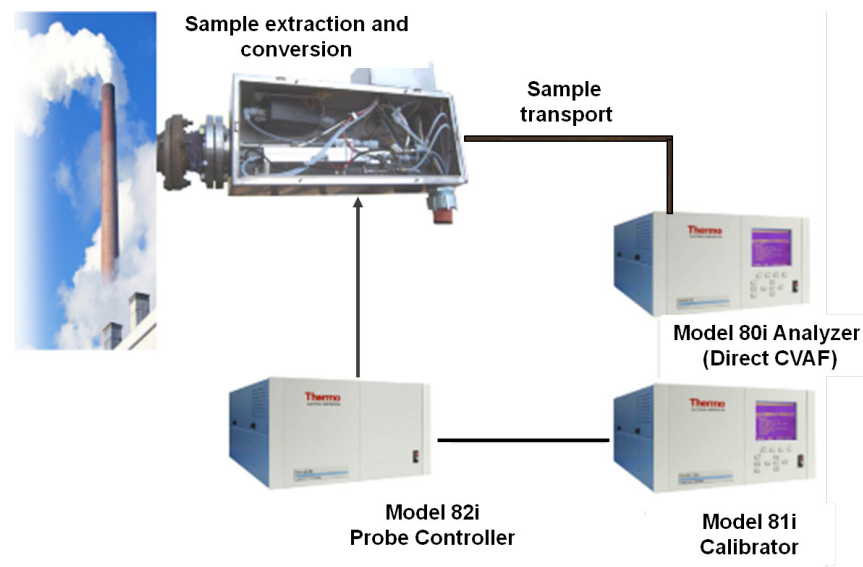 Sample extraction and
conversion
Sample
transport
Thermo
Model 80i Analyzer
(Direct CVAF)
Thermo
Thermo
Model 82i
Probe Controller
Model 81i
Calibrator